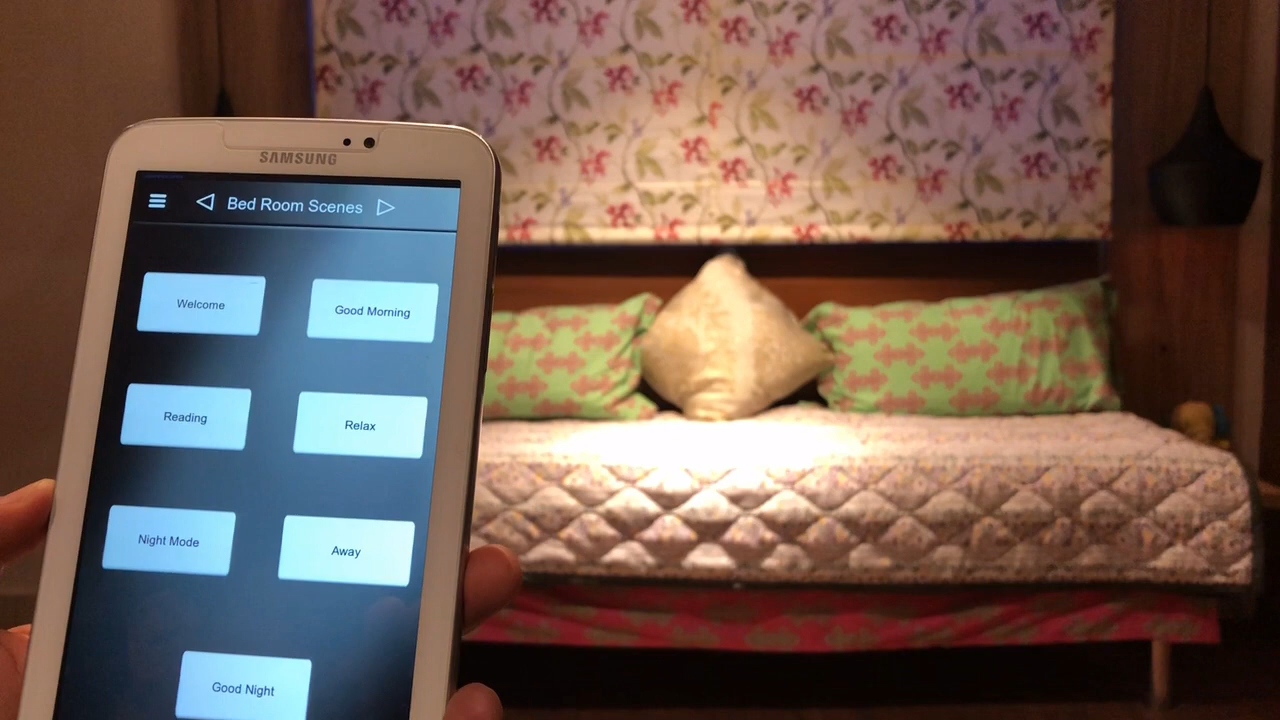 SAMSUNG
Bed Room Scenes
Welcome
Good Morning
Reading
Relax
Night Mode
Away
Good Night